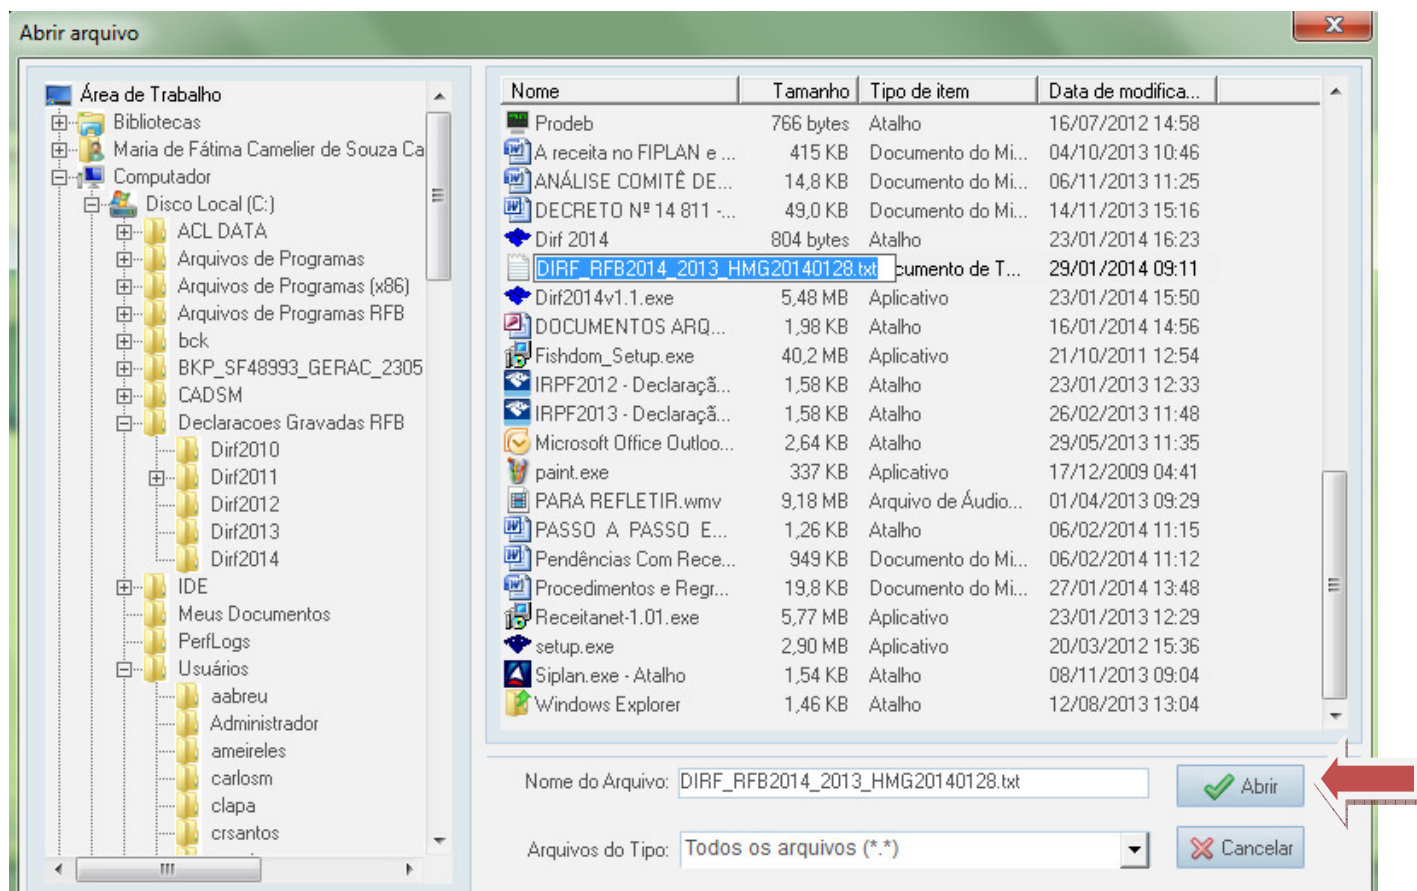 Abrir arquivo
Área de Trabalho
Bibliotecas
Maria de Fátima Camelier de Souza Ca
Computador
Disco Local (C:)
ACL DATA
Arquivos de Programas
Arquivos de Programas (x86)
Arquivos de Programas RFB
bck
BKP_SF48993_GERAC_2305
CADSM
Declaracoes Gravadas RFB
Dirf2010
Dirf2011
Dirf2012
Dirf2013
Dirf2014
IDE
Meus Documentos
PerfLogs
Usuários
aabreu
Administrador
ameireles
carlosm
clapa
crsantos
Nome Tamanho Tipo de item Data de modifica...
Prodeb 766 bytes Atalho 16/07/2012 14:58
A receita no FIPLAN e ... 415 KB Documento do Mi... 04/10/2013 10:46
ANÁLISE COMITÊ DE... 14,8 KB Documento do Mi... 06/11/2013 11:25
DECRETO Nº 14 811 -... 49,0 KB Documento do Mi... 14/11/2013 15:16
Dirf 2014 804 bytes Atalho 23/01/2014 16:23
DIRF_RFB2014_2013_HMG20140128.txt cumento de T... 29/01/2014 09:11
Dirf2014v1.1.exe 5,48 MB Aplicativo 23/01/2014 15:50
DOCUMENTOS ARQ... 1,98 KB Atalho 16/01/2014 14:56
Fishdom_Setup.exe 40,2 MB Aplicativo 21/10/2011 12:54
IRPF2012 - Declaraçã... 1,58 KB Atalho 23/01/2013 12:33
IRPF2013 - Declaraçã... 1,58 KB Atalho 26/02/2013 11:48
Microsoft Office Outloo... 2,64 KB Atalho 29/05/2013 11:35
paint.exe 337 KB Aplicativo 17/12/2009 04:41
PARA REFLETIR.wmv 9,18 MB Arquivo de Áudio... 01/04/2013 09:29
PASSO A PASSO E... 1,26 KB Atalho 06/02/2014 11:15
Pendências Com Rece... 949 KB Documento do Mi... 06/02/2014 11:12
Procedimentos e Regr... 19,8 KB Documento do Mi... 27/01/2014 13:48
Receitanet-1.01.exe 5,77 MB Aplicativo 23/01/2013 12:29
setup.exe 2,90 MB Aplicativo 20/03/2012 15:36
Siplan.exe - Atalho 1,54 KB Atalho 08/11/2013 09:04
Windows Explorer 1,46 KB Atalho 12/08/2013 13:04
Nome do Arquivo: DIRF_RFB2014_2013_HMG20140128.txt Abrir
Arquivos do Tipo: Todos os arquivos (*.*) Cancelar